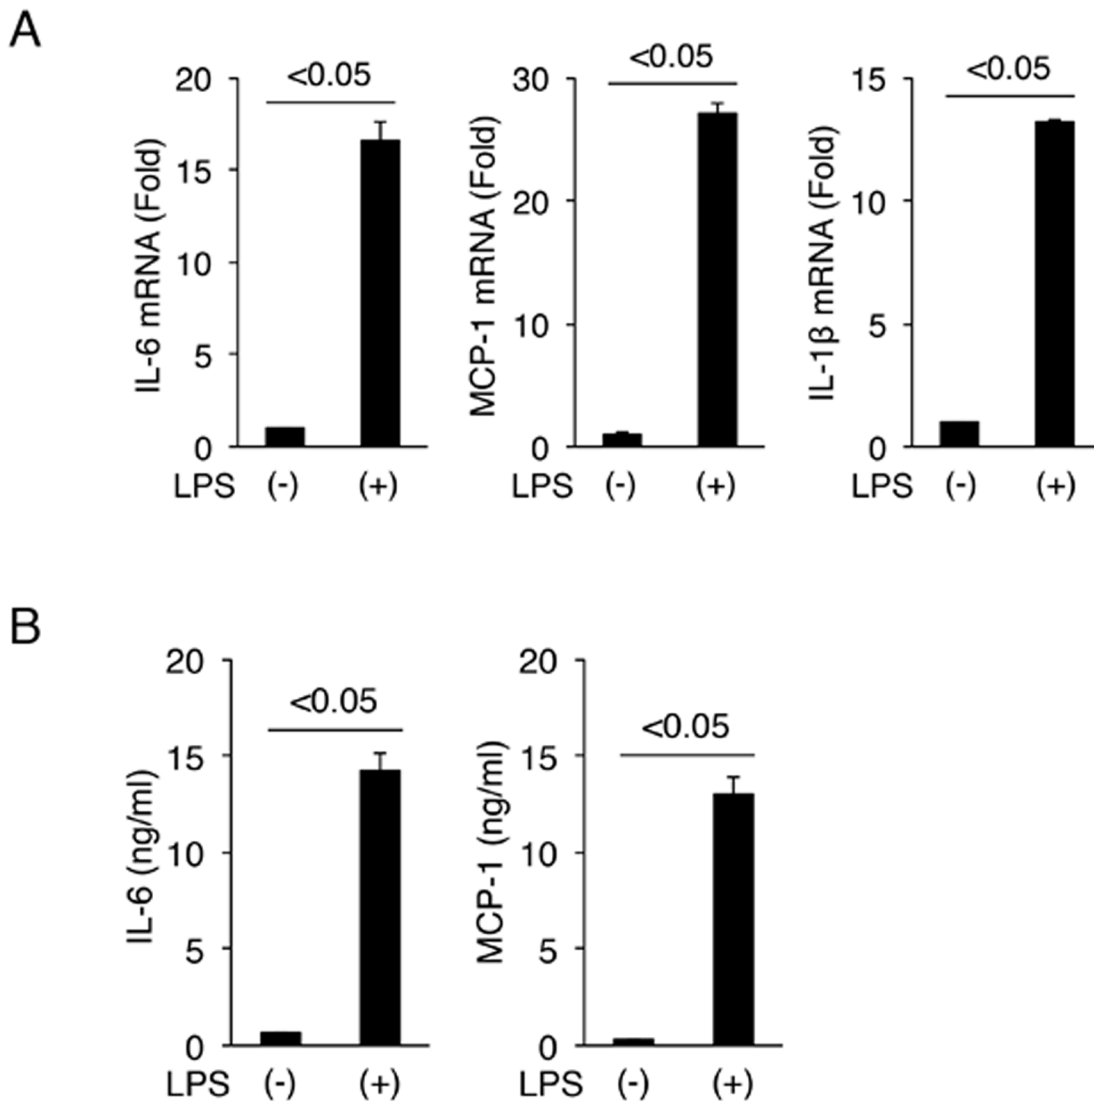 A
<0.05
20
15
10
5
0
IL-6 mRNA (Fold)
LPS (-) (+)
<0.05
30
20
10
0
MCP-1 mRNA (Fold)
LPS (-) (+)
<0.05
15
10
5
0
IL-1β mRNA (Fold)
LPS (-) (+)
B
<0.05
20
15
10
5
0
IL-6 (ng/ml)
LPS (-) (+)
<0.05
20
15
10
5
0
MCP-1 (ng/ml)
LPS (-) (+)